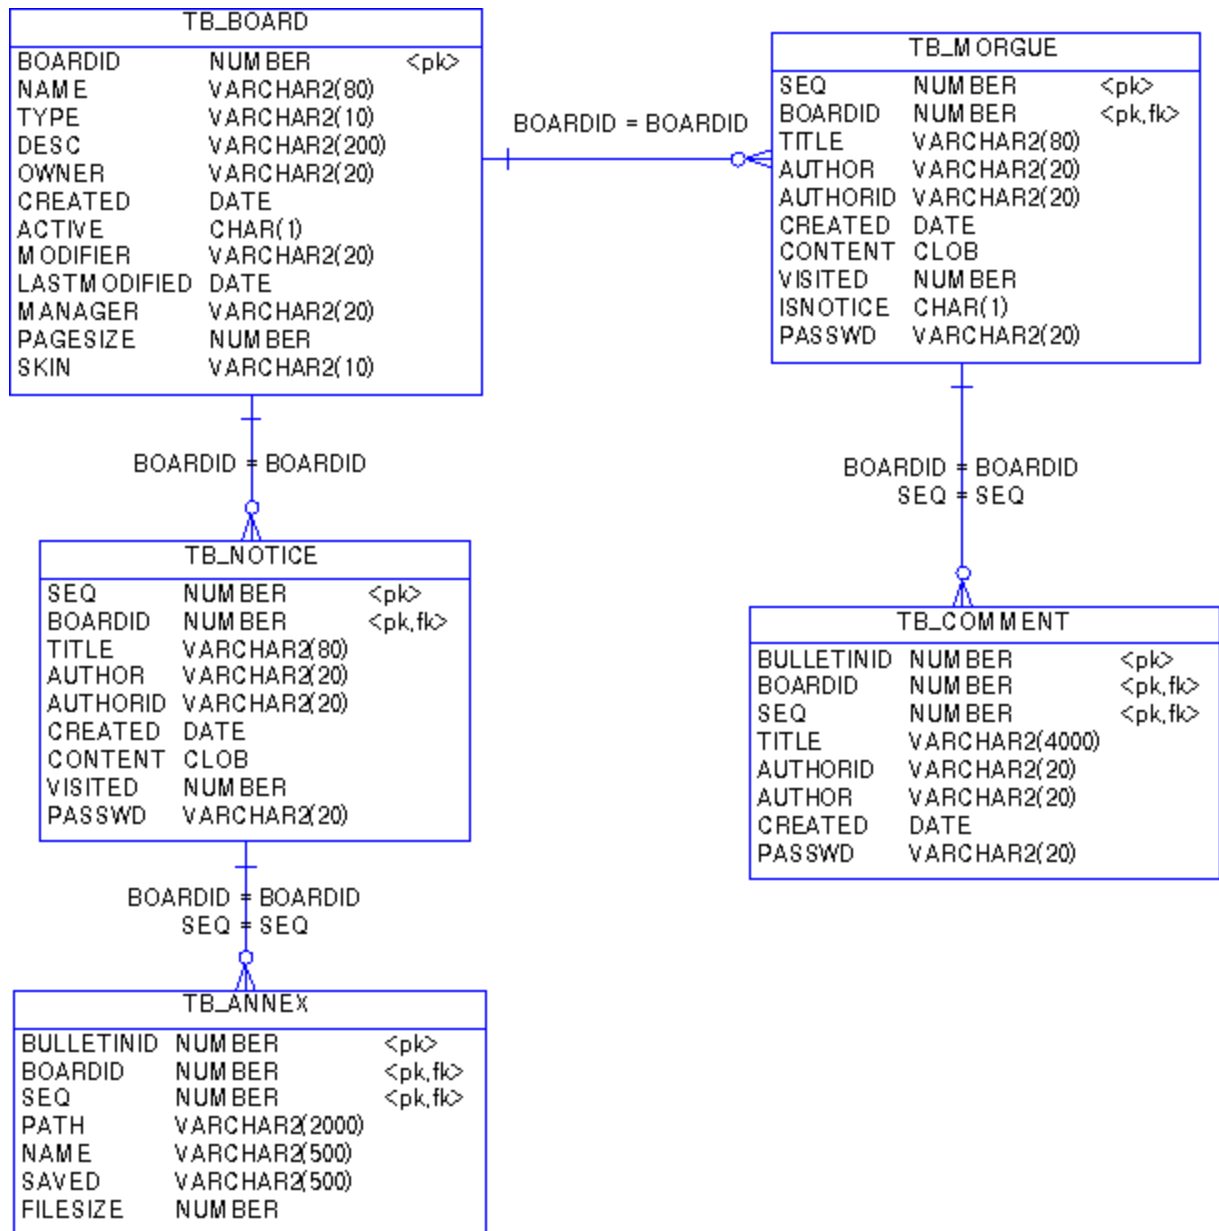 TB_BOARD
BOARDID NUMBER <pk>
NAME VARCHAR2(80)
TYPE VARCHAR2(10)
DESC VARCHAR2(200)
OWNER VARCHAR2(20)
CREATED DATE
ACTIVE CHAR(1)
MODIFIER VARCHAR2(20)
LASTMODIFIED DATE
MANAGER VARCHAR2(20)
PAGESIZE NUMBER
SKIN VARCHAR2(10)
BOARDID = BOARDID
TB_MORGUE
SEQ NUMBER <pk>
BOARDID NUMBER <pk,fk>
TITLE VARCHAR2(80)
AUTHOR VARCHAR2(20)
AUTHORID VARCHAR2(20)
CREATED DATE
CONTENT CLOB
VISITED NUMBER
ISNOTICE CHAR(1)
PASSWD VARCHAR2(20)
BOARDID = BOARDID
BOARDID = BOARDID
SEQ = SEQ
TB_NOTICE
SEQ NUMBER <pk>
BOARDID NUMBER <pk,fk>
TITLE VARCHAR2(80)
AUTHOR VARCHAR2(20)
AUTHORID VARCHAR2(20)
CREATED DATE
CONTENT CLOB
VISITED NUMBER
PASSWD VARCHAR2(20)
TB_COMMENT
BULLETINID NUMBER <pk>
BOARDID NUMBER <pk,fk>
SEQ NUMBER <pk,fk>
TITLE VARCHAR2(4000)
AUTHORID VARCHAR2(20)
AUTHOR VARCHAR2(20)
CREATED DATE
PASSWD VARCHAR2(20)
BOARDID = BOARDID
SEQ = SEQ
TB_ANNEX
BULLETINID NUMBER <pk>
BOARDID NUMBER <pk,fk>
SEQ NUMBER <pk,fk>
PATH VARCHAR2(2000)
NAME VARCHAR2(500)
SAVED VARCHAR2(500)
FILESIZE NUMBER